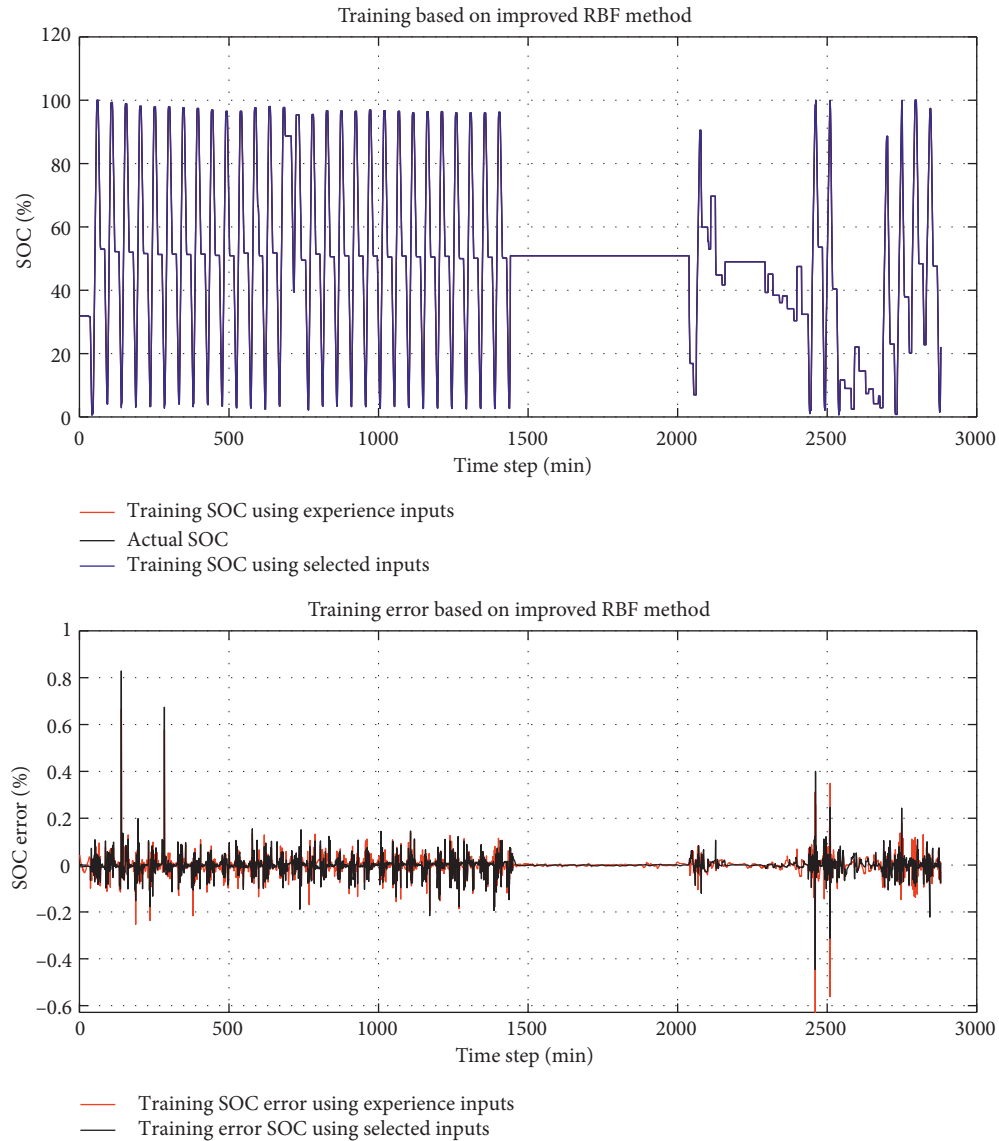 Training based on improved RBF method
120
100
80
60
40
20
0
SOC (%)
0 500 1000 1500 2000 2500 3000
Time step (min)
Training SOC using experience inputs
Actual SOC
Training SOC using selected inputs
Training error based on improved RBF method
1
0.8
0.6
0.4
0.2
0
−0.2
−0.4
−0.6
SOC error (%)
0 500 1000 1500 2000 2500 3000
Time step (min)
Training SOC error using experience inputs
Training error SOC using selected inputs